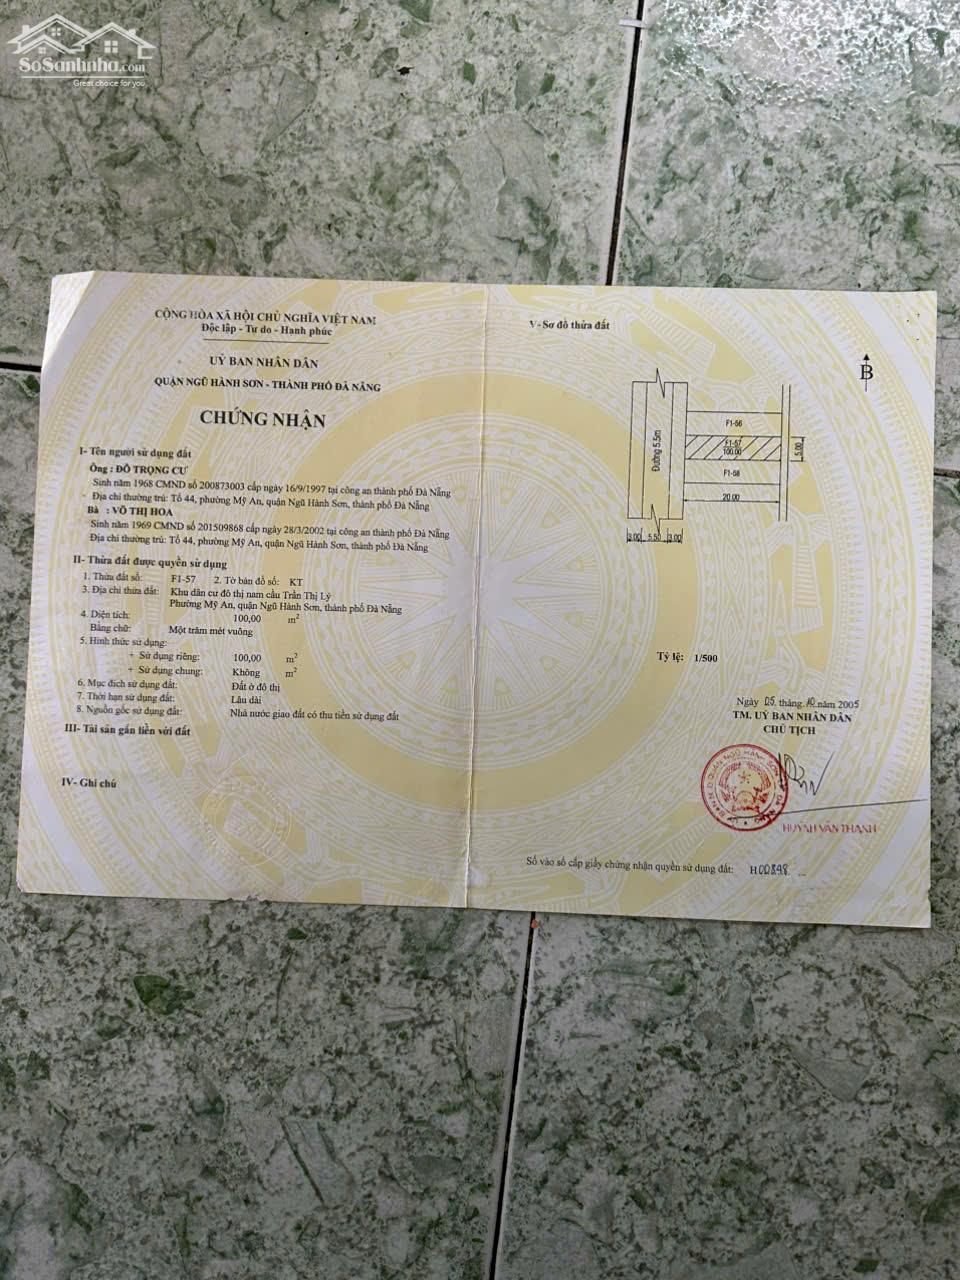 SoSanhnha.com
Great choice for you
CỘNG HÒA XÃ HỘI CHỦ NGHĨA VIỆT NAM
Độc lập - Tự do - Hạnh phúc
UỶ BAN NHÂN DÂN
QUẬN NGŨ HÀNH SƠN - THÀNH PHỐ ĐÀ NẴNG
CHỨNG NHẬN
I- Tên người sử dụng đất
Ông : ĐỖ TRỌNG CƯ
Sinh năm 1968 CMND số 200873003 cấp ngày 16/9/1997 tại công an thành phố Đà Nẵng
Địa chỉ thường trú: Tổ 44, phường Mỹ An, quận Ngũ Hành Sơn, thành phố Đà Nẵng
Bà : VÕ THỊ HOA
Sinh năm 1969 CMND số 201509868 cấp ngày 28/3/2002 tại công an thành phố Đà Nẵng
Địa chỉ thường trú: Tổ 44, phường Mỹ An, quận Ngũ Hành Sơn, thành phố Đà Nẵng
II- Thửa đất được quyền sử dụng
1. Thửa đất số: F1-57 2. Tờ bản đồ số: KT
3. Địa chỉ thửa đất: Khu dân cư đô thị nam cầu Trần Thị Lý
Phường Mỹ An, quận Ngũ Hành Sơn, thành phố Đà Nẵng
4. Diện tích: 100,00 m2
Bằng chữ: Một trăm mét vuông
5. Hình thức sử dụng:
+ Sử dụng riêng: 100,00 m2
+ Sử dụng chung: Không m2
6. Mục đích sử dụng đất: Đất ở đô thị
7. Thời hạn sử dụng đất: Lâu dài
8. Nguồn gốc sử dụng đất: Nhà nước giao đất có thu tiền sử dụng đất
III- Tài sản gắn liền với đất
IV- Ghi chú
V- Sơ đồ thửa đất
B
Đường 5.5m
F1-56
F1-57
100.00
F1-58
5.00
20.00
3.00 5.50 3.00
Tỷ lệ: 1/500
Ngày 05 tháng 10 năm 2005
TM. UỶ BAN NHÂN DÂN
CHỦ TỊCH
HUỲNH VĂN THẠNH
Số vào sổ cấp giấy chứng nhận quyền sử dụng đất: H00898